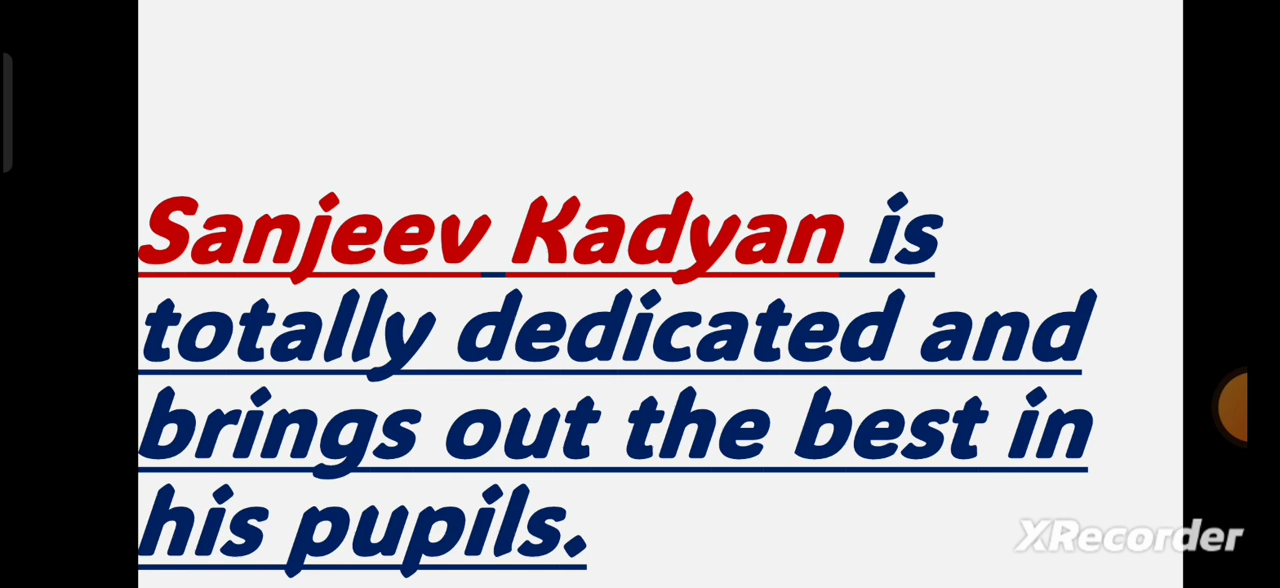 Sanjeev Kadyan is
totally dedicated and
brings out the best in
his pupils.
XRecorder